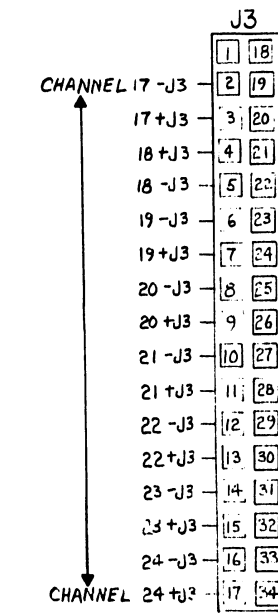 J3
1 18
CHANNEL 17 -J3 2 19
17+J3 3 20
18+J3 4 21
18 -J3 5 22
19-J3 6 23
19+J3 7 24
20-J3 8 25
20+J3 9 26
21 -J3 10 27
21 +J3 11 28
22 -J3 12 29
22+J3 13 30
23 -J3 14 31
23+J3 15 32
24 -J3 16 33
CHANNEL 24 +J3 17 34